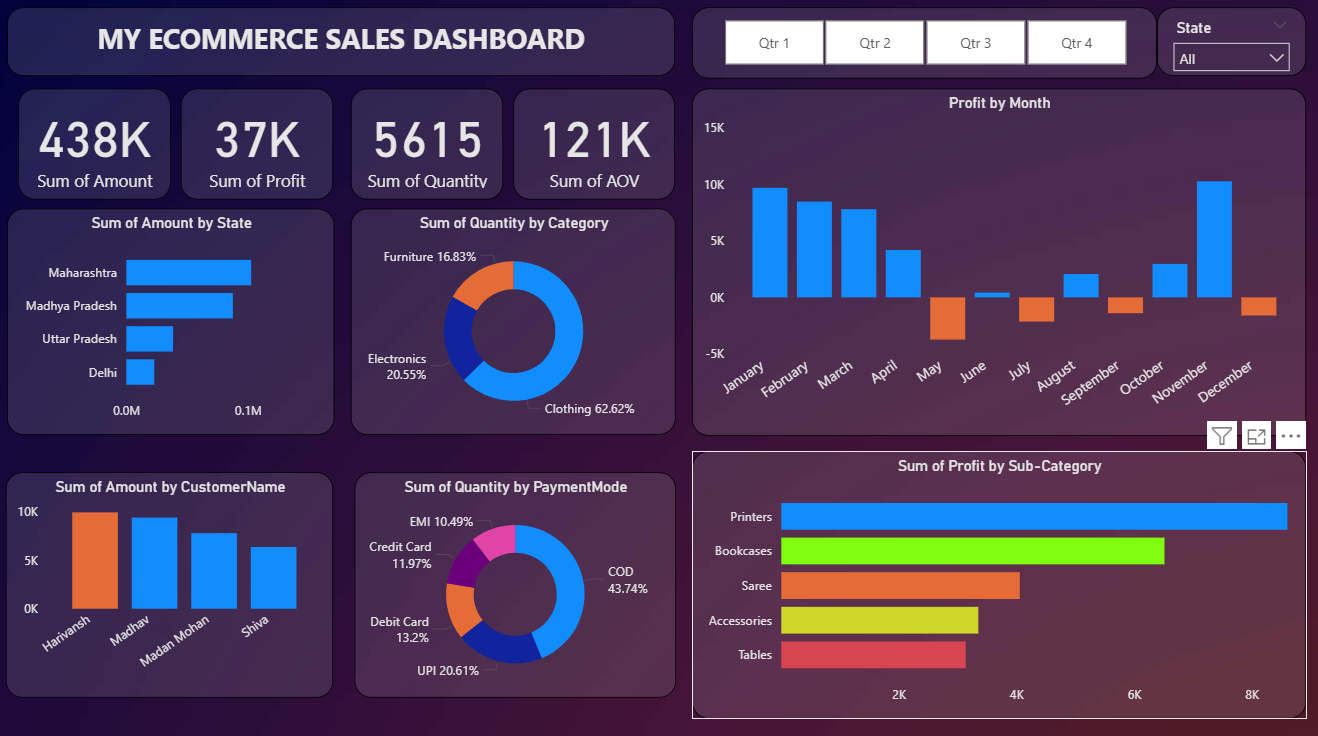 MY ECOMMERCE SALES DASHBOARD
Qtr 1
Qtr 2
Qtr 3
Qtr 4
State
All
438K
Sum of Amount
37K
Sum of Profit
5615
Sum of Quantity
121K
Sum of AOV
Profit by Month
15K
10K
5K
0K
-5K
January
February
March
April
May
June
July
August
September
October
November
December
Sum of Amount by State
Maharashtra
Madhya Pradesh
Uttar Pradesh
Delhi
0.0M
0.1M
Sum of Quantity by Category
Furniture 16.83%
Electronics
20.55%
Clothing 62.62%
Sum of Amount by CustomerName
10K
5K
0K
Harivansh
Madhav
Madan Mohan
Shiva
Sum of Quantity by PaymentMode
EMI 10.49%
Credit Card
11.97%
Debit Card
13.2%
UPI 20.61%
COD
43.74%
Sum of Profit by Sub-Category
Printers
Bookcases
Saree
Accessories
Tables
2K
4K
6K
8K